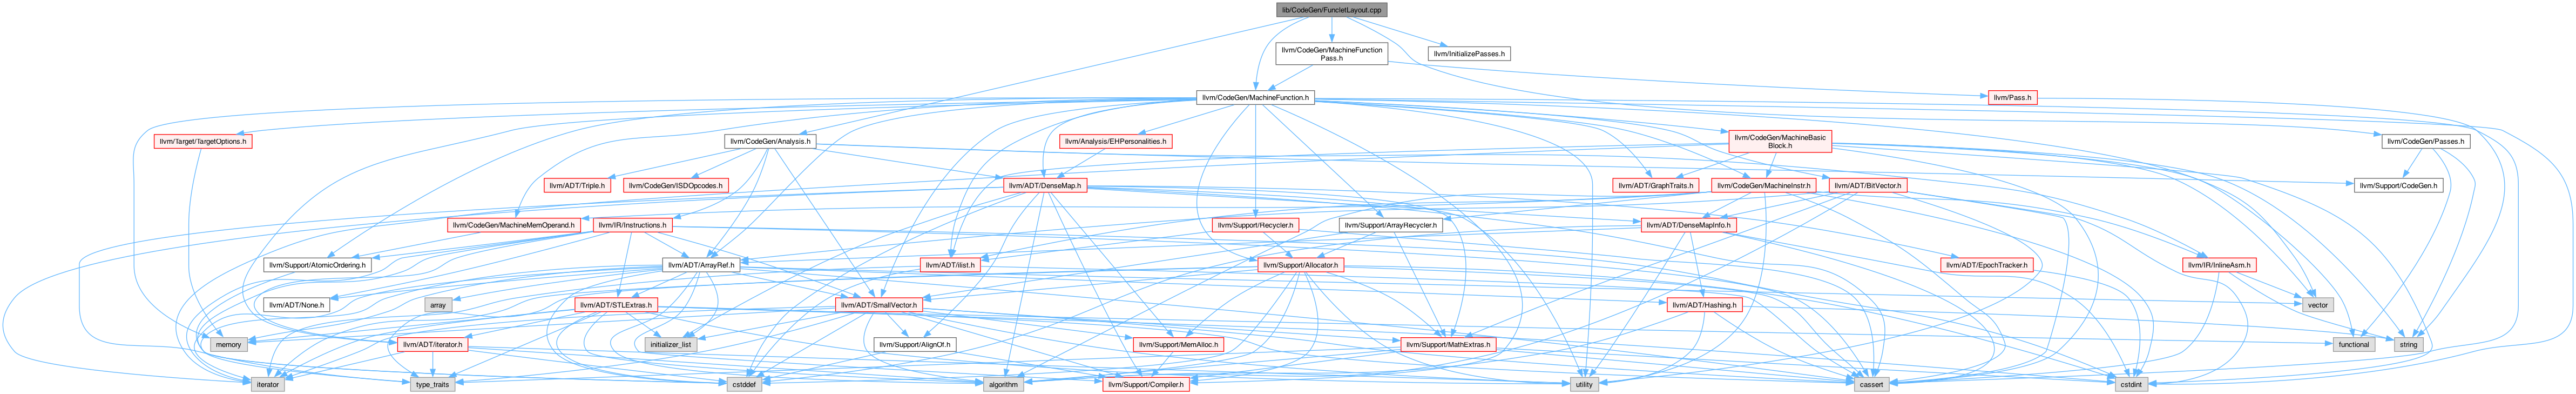 lib/CodeGen/FuncletLayout.cpp
llvm/CodeGen/MachineFunction
Pass.h
llvm/InitializePasses.h
llvm/CodeGen/MachineFunction.h
llvm/Pass.h
llvm/Target/TargetOptions.h
llvm/CodeGen/Analysis.h
llvm/Analysis/EHPersonalities.h
llvm/CodeGen/MachineBasic
Block.h
llvm/CodeGen/Passes.h
llvm/ADT/Triple.h
llvm/CodeGen/ISDOpcodes.h
llvm/ADT/DenseMap.h
llvm/ADT/GraphTraits.h
llvm/CodeGen/MachineInstr.h
llvm/ADT/BitVector.h
llvm/Support/CodeGen.h
llvm/CodeGen/MachineMemOperand.h
llvm/IR/Instructions.h
llvm/Support/Recycler.h
llvm/Support/ArrayRecycler.h
llvm/ADT/DenseMapInfo.h
llvm/Support/AtomicOrdering.h
llvm/ADT/ArrayRef.h
llvm/ADT/ilist.h
llvm/Support/Allocator.h
llvm/ADT/EpochTracker.h
llvm/IR/InlineAsm.h
llvm/ADT/None.h
array
llvm/ADT/STLExtras.h
llvm/ADT/SmallVector.h
llvm/ADT/Hashing.h
vector
memory
llvm/ADT/iterator.h
initializer_list
llvm/Support/AlignOf.h
llvm/Support/MemAlloc.h
llvm/Support/MathExtras.h
functional
string
iterator
type_traits
cstddef
algorithm
llvm/Support/Compiler.h
utility
cassert
cstdint